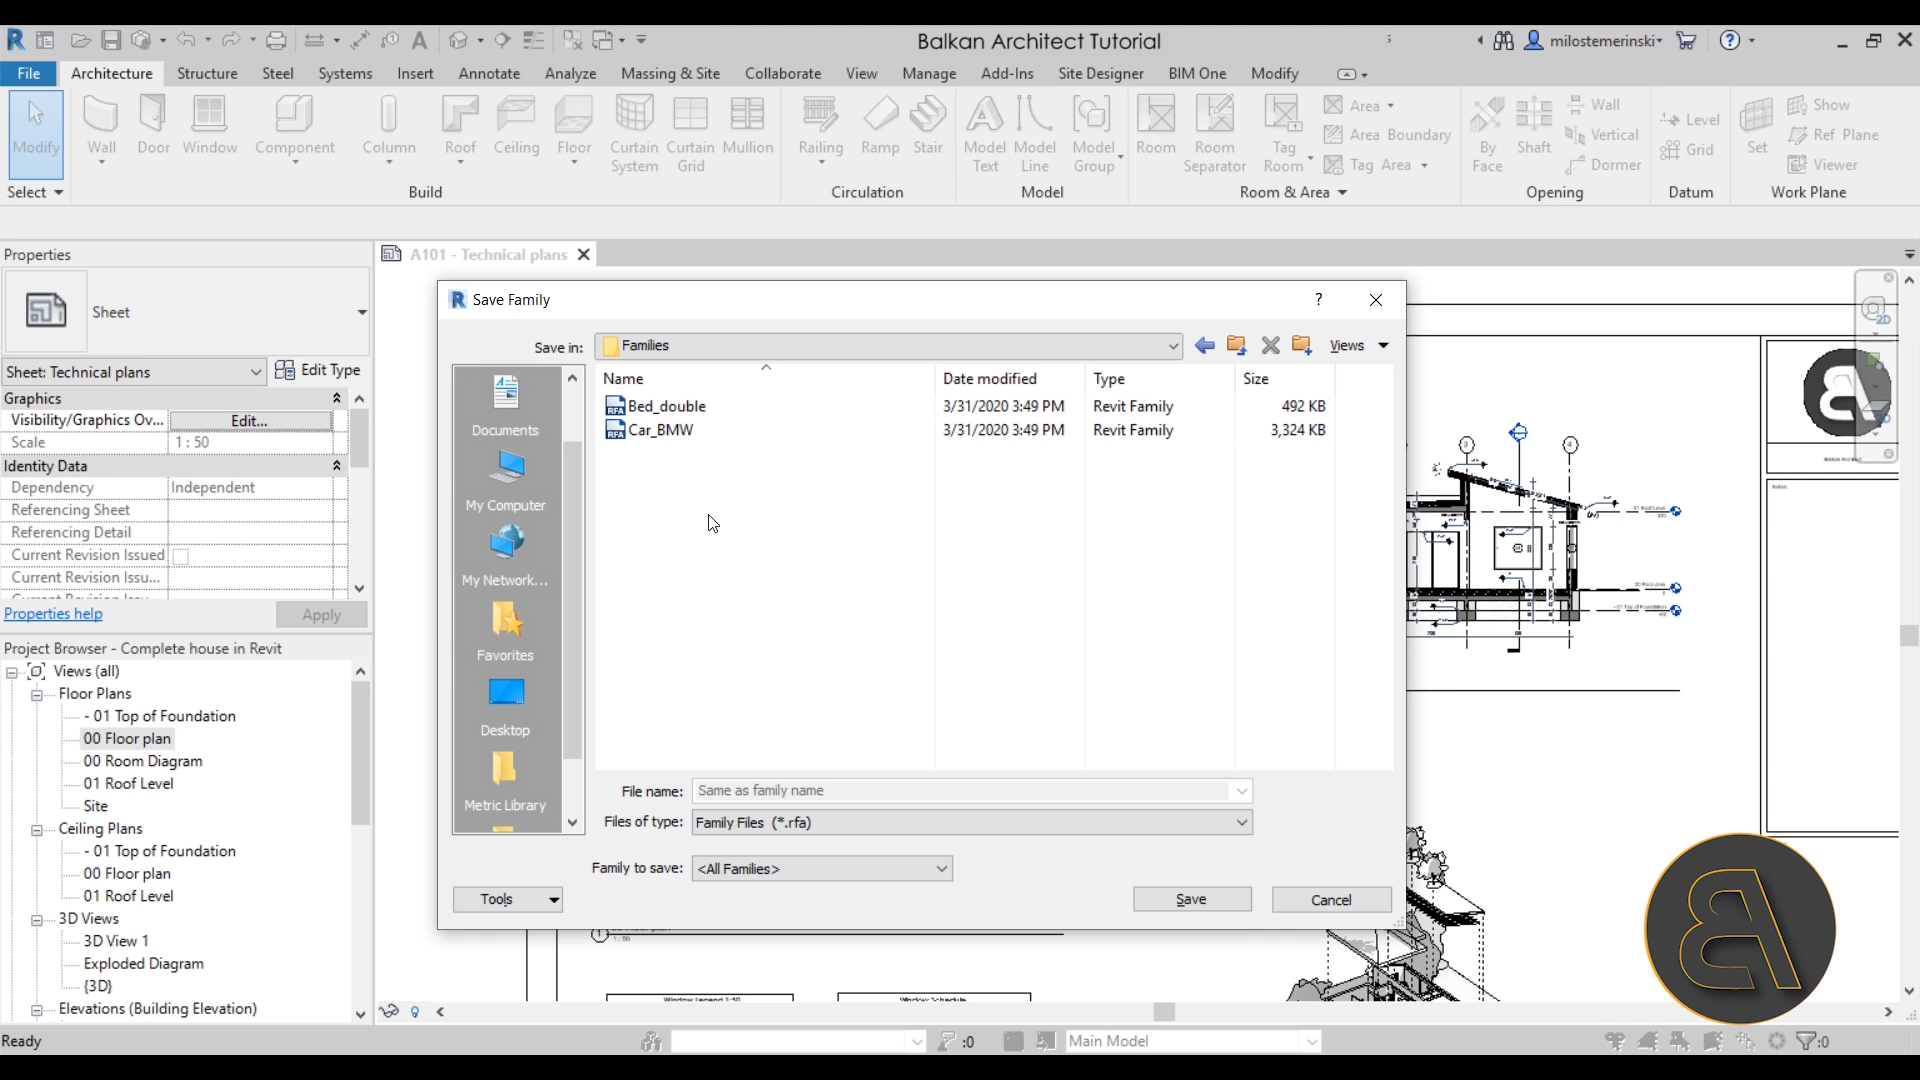 Balkan Architect Tutorial
milostemerinski
File Architecture Structure Steel Systems Insert Annotate Analyze Massing & Site Collaborate View Manage Add-Ins Site Designer BIM One Modify
Modify
Wall Door Window Component Column Roof Ceiling Floor Curtain System Curtain Grid Mullion
Railing Ramp Stair
Model Text Model Line Model Group
Room Room Separator Tag Room Area Area Boundary Tag Area
By Face Shaft Wall Vertical Dormer
Level Grid
Set Show Ref Plane Viewer
Select Build Circulation Model Room & Area Opening Datum Work Plane
Properties
A101 - Technical plans
Sheet
Sheet: Technical plans Edit Type
Graphics
Visibility/Graphics Ov... Edit...
Scale 1 : 50
Identity Data
Dependency Independent
Referencing Sheet
Referencing Detail
Current Revision Issued
Current Revision Issu...
Properties help Apply
Project Browser - Complete house in Revit
Views (all)
Floor Plans
- 01 Top of Foundation
00 Floor plan
00 Room Diagram
01 Roof Level
Site
Ceiling Plans
- 01 Top of Foundation
00 Floor plan
01 Roof Level
3D Views
3D View 1
Exploded Diagram
{3D}
Elevations (Building Elevation)
Save Family
Save in: Families Views
Documents
My Computer
My Network...
Favorites
Desktop
Metric Library
Name Date modified Type Size
Bed_double 3/31/2020 3:49 PM Revit Family 492 KB
Car_BMW 3/31/2020 3:49 PM Revit Family 3,324 KB
File name: Same as family name
Files of type: Family Files (*.rfa)
Family to save: <All Families>
Tools Save Cancel
1 : 50
Window Legend 1:50
Window Schedule
Ready :0 Main Model :0